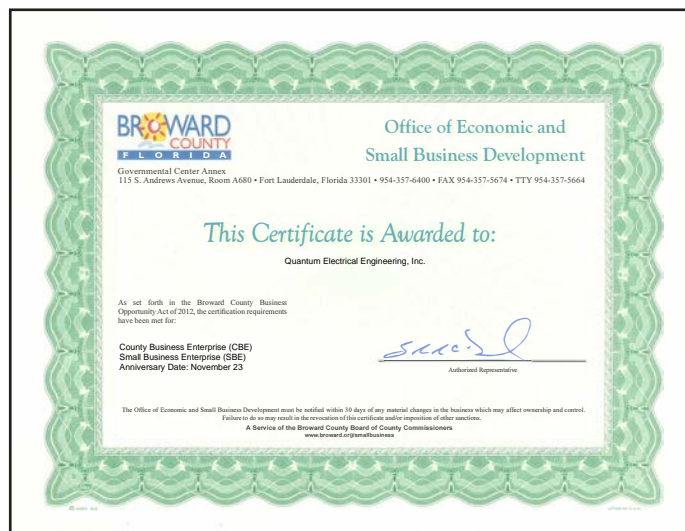 BROWARD
COUNTY
FLORIDA
Office of Economic and
Small Business Development
Governmental Center Annex
115 S. Andrews Avenue, Room A680 • Fort Lauderdale, Florida 33301 • 954-357-6400 • FAX 954-357-5674 • TTY 954-357-5664
This Certificate is Awarded to:
Quantum Electrical Engineering, Inc.
As set forth in the Broward County Business
Opportunity Act of 2012, the certification requirements
have been met for:
County Business Enterprise (CBE)
Small Business Enterprise (SBE)
Anniversary Date: November 23
Authorized Representative
The Office of Economic and Small Business Development must be notified within 30 days of any material changes in the business which may affect ownership and control.
Failure to do so may result in the revocation of this certificate and/or imposition of other sanctions.
A Service of the Broward County Board of County Commissioners
www.broward.org/smallbusiness